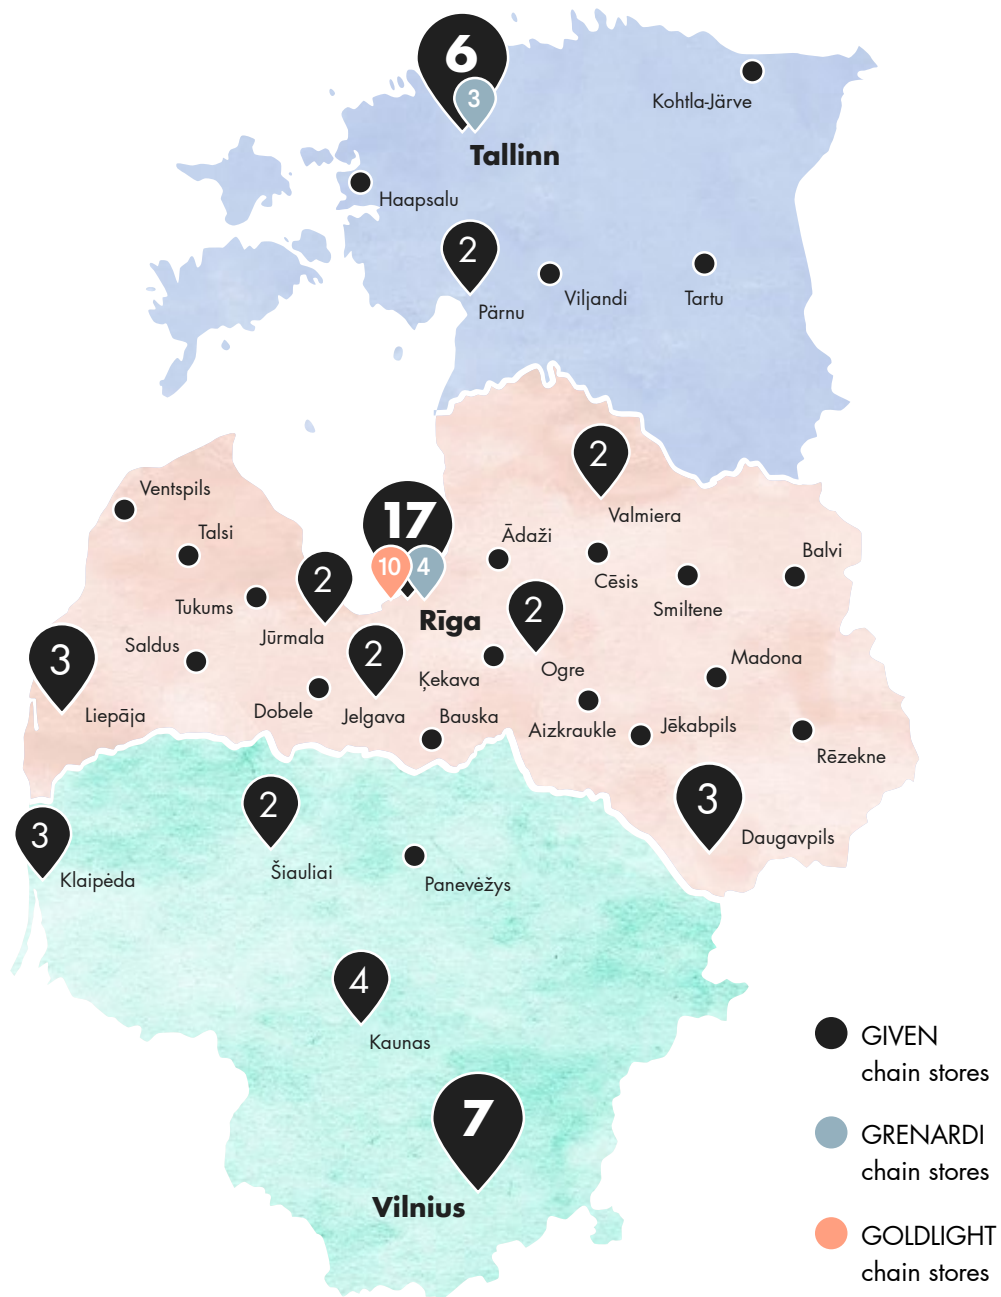 6
3
Tallinn
Kohtla-Järve
Haapsalu
2
Pärnu
Viljandi
Tartu
2
Valmiera
Ventspils
Talsi
17
10
4
Rīga
Ādaži
Cēsis
Balvi
Smiltene
Tukums
2
Jūrmala
2
Ogre
Saldus
3
Liepāja
2
Jelgava
Ķekava
Madona
Dobele
Bauska
Aizkraukle
Jēkabpils
Rēzekne
3
Daugavpils
2
Šiauliai
3
Klaipėda
Panevėžys
4
Kaunas
7
Vilnius
GIVEN
chain stores
GRENARDI
chain stores
GOLDLIGHT
chain stores